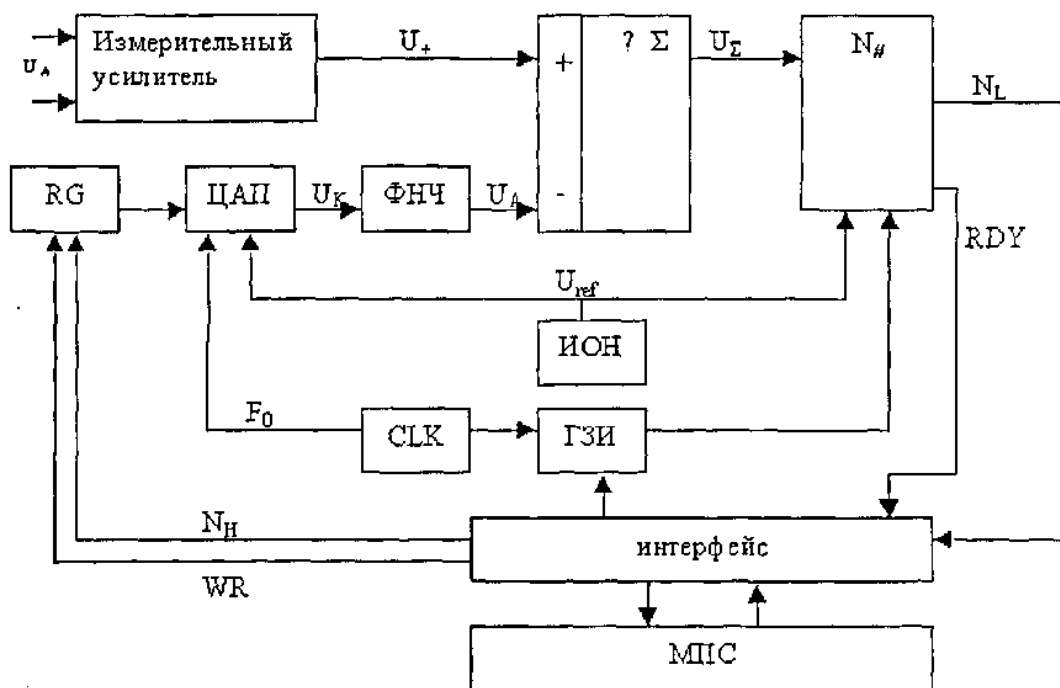 Измерительный
усилитель
U_A
U_+
+
? Σ
U_Σ
N_#
N_L
RG
ЦАП
U_K
ФНЧ
U_A
-
RDY
U_ref
ИОН
F_0
CLK
ГЗИ
N_H
интерфейс
WR
МПС